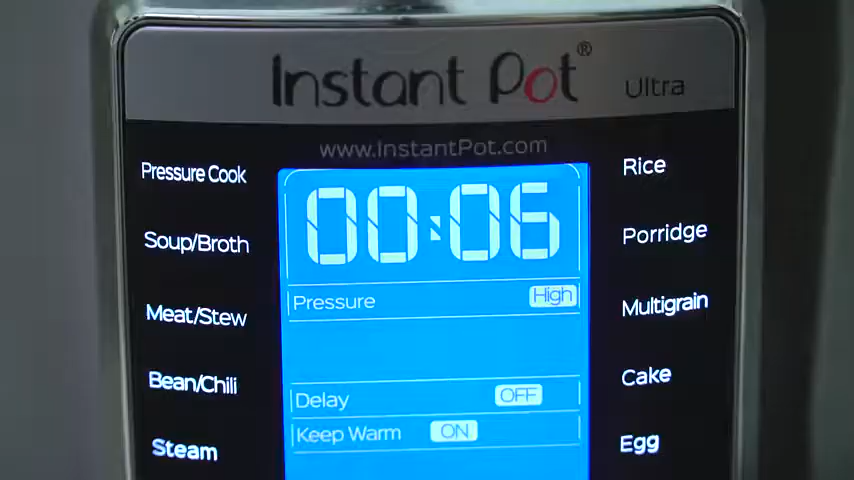 Instant Pot® Ultra
www.InstantPot.com
Pressure Cook
Soup/Broth
Meat/Stew
Bean/Chili
Steam
00:06
Pressure High
Delay OFF
Keep Warm ON
Rice
Porridge
Multigrain
Cake
Egg